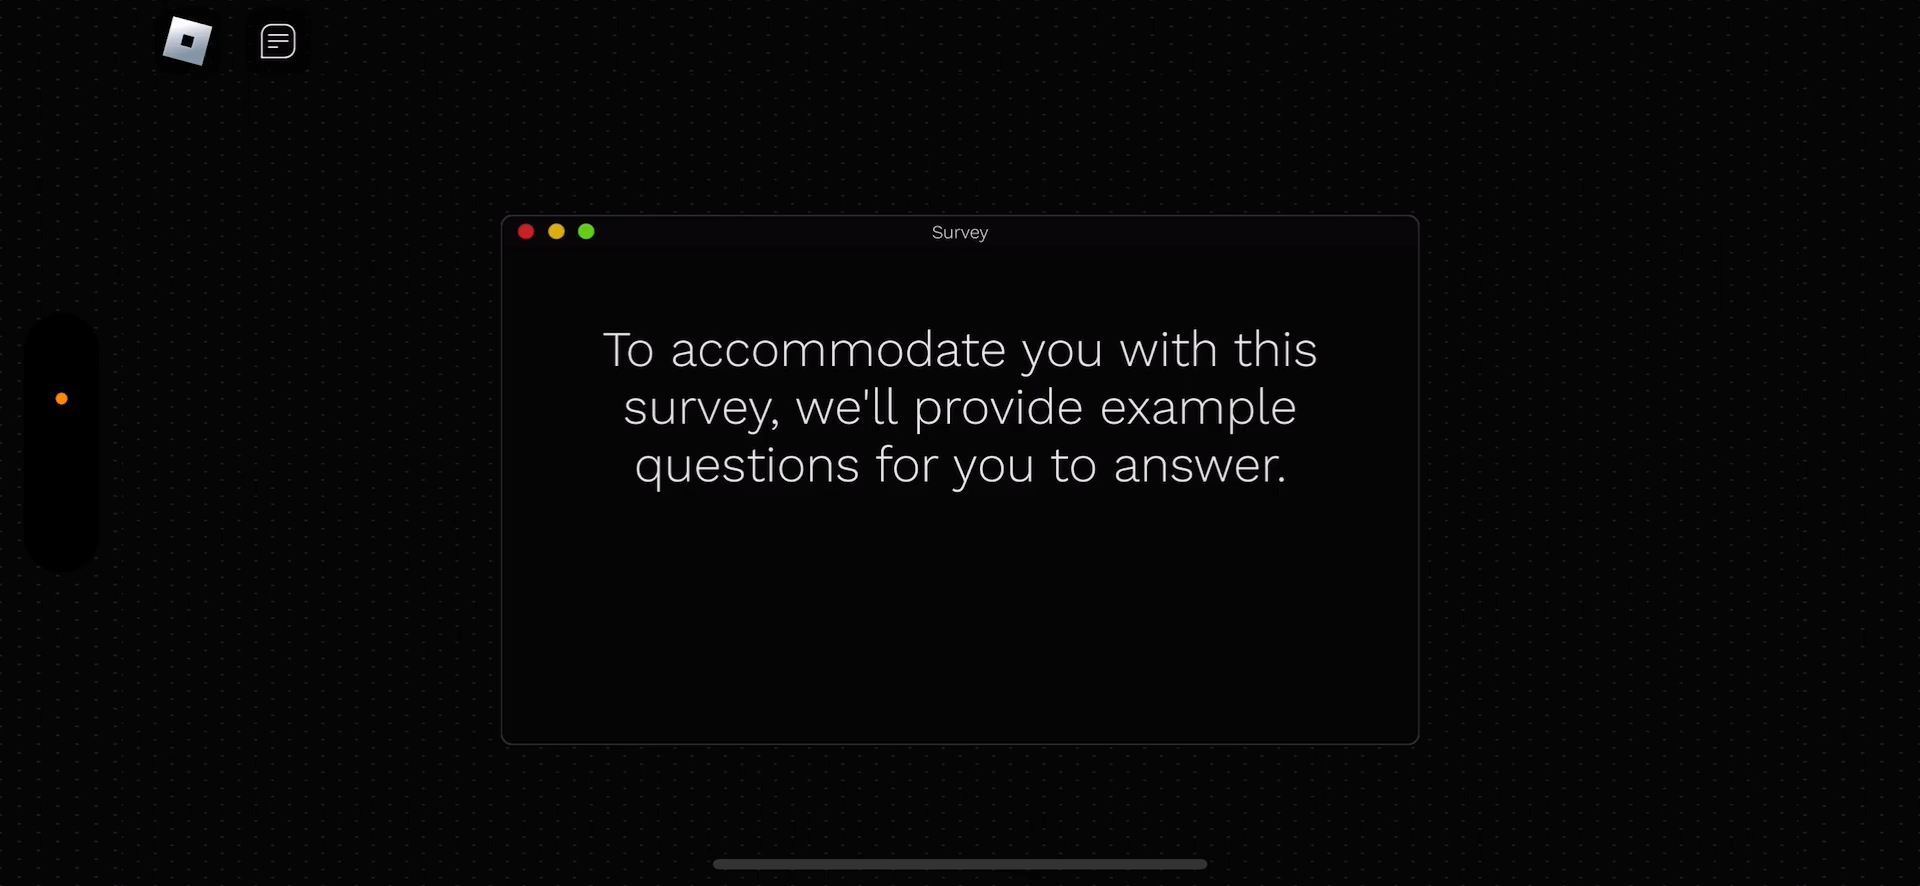 Survey
To accommodate you with this
survey, we'll provide example
questions for you to answer.